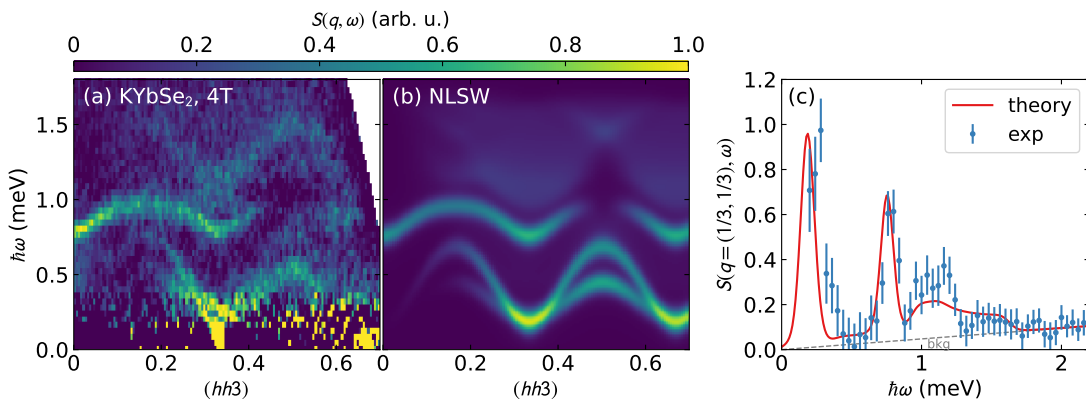 S(q, ω) (arb. u.)
0 0.2 0.4 0.6 0.8 1.0
(a) KYbSe₂, 4T
(b) NLSW
(c)
theory
exp
bkg
ħω (meV)
1.5
1.0
0.5
0.0
0 0.2 0.4 0.6
(hh3)
0 0.2 0.4 0.6
(hh3)
S(q=(1/3, 1/3), ω)
1.2
1.0
0.8
0.6
0.4
0.2
0.0
0 1 2
ħω (meV)